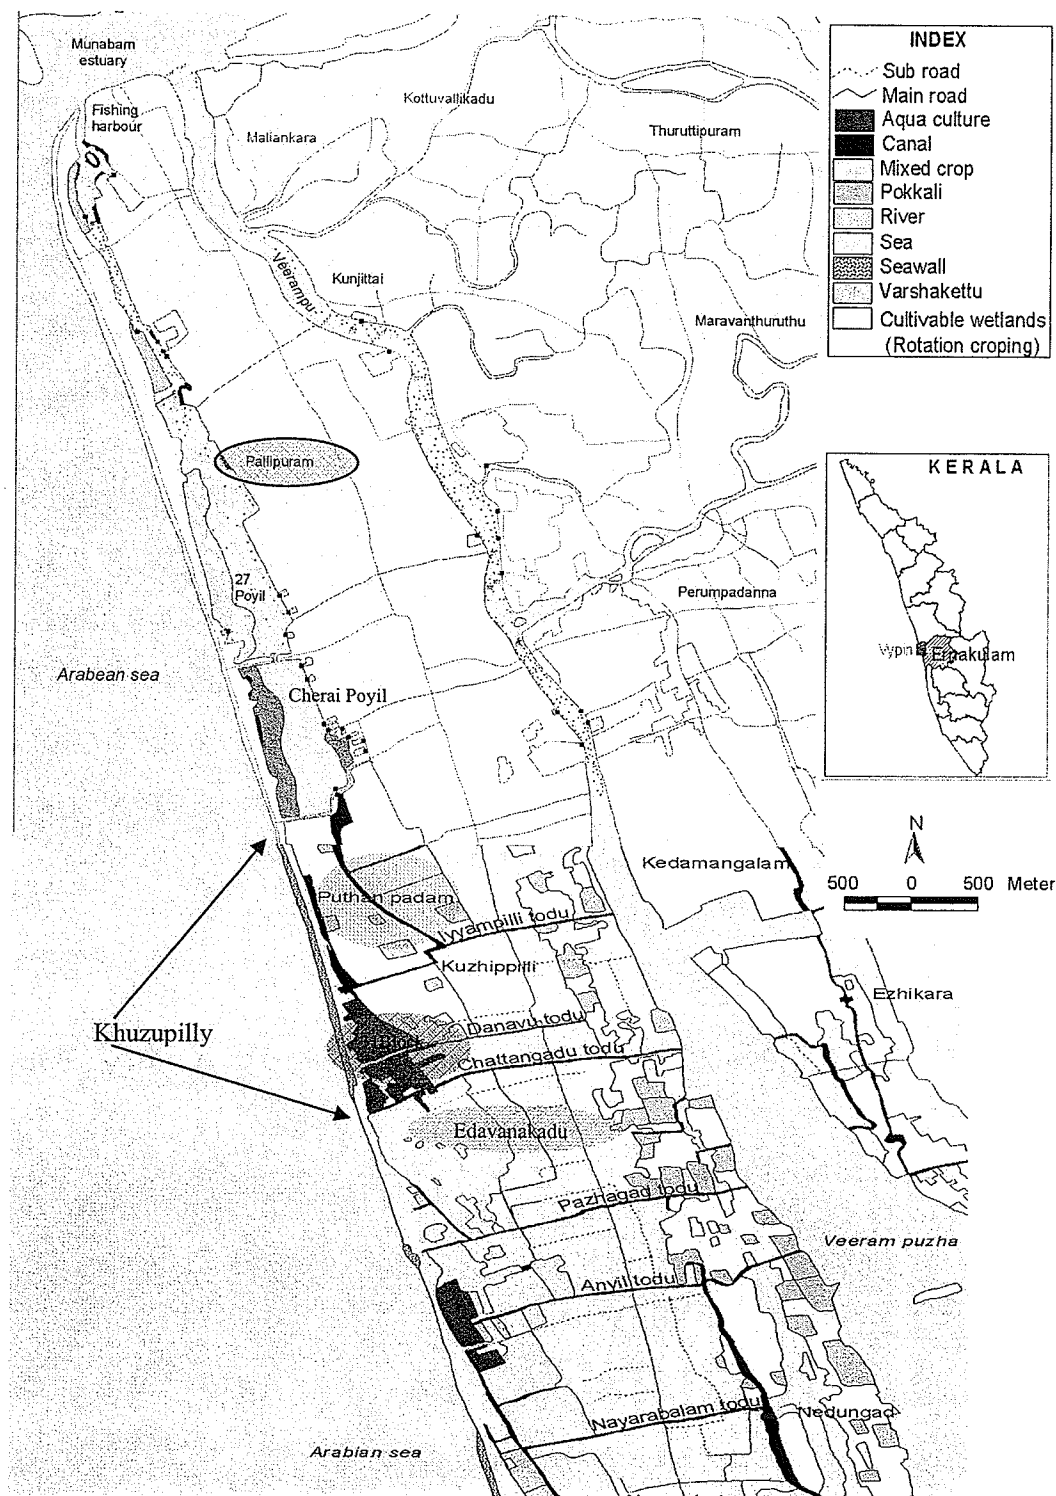 Munabam
estuary
Fishing
harbour
Maliankara
Kottuvallikadu
Thuruttipuram
Veerampu
Kunjittai
Maravanthuruthu
Pallipuram
27
Poyil
Perumpadanna
Arabean sea
Cherai Poyil
Kedamangalam
Puthan padam
Iyyampilli todu
Kuzhippilli
Ezhikara
Khuzupilly
Danavu todu
Chattangadu todu
Edavanakadu
Pazhagad todu
Veeram puzha
Anvil todu
Nayarabalam todu
Nedungad
Arabian sea
INDEX
Sub road
Main road
Aqua culture
Canal
Mixed crop
Pokkali
River
Sea
Seawall
Varshakettu
Cultivable wetlands
(Rotation croping)
KERALA
Vypin
Ernakulam
N
500 0 500 Meter